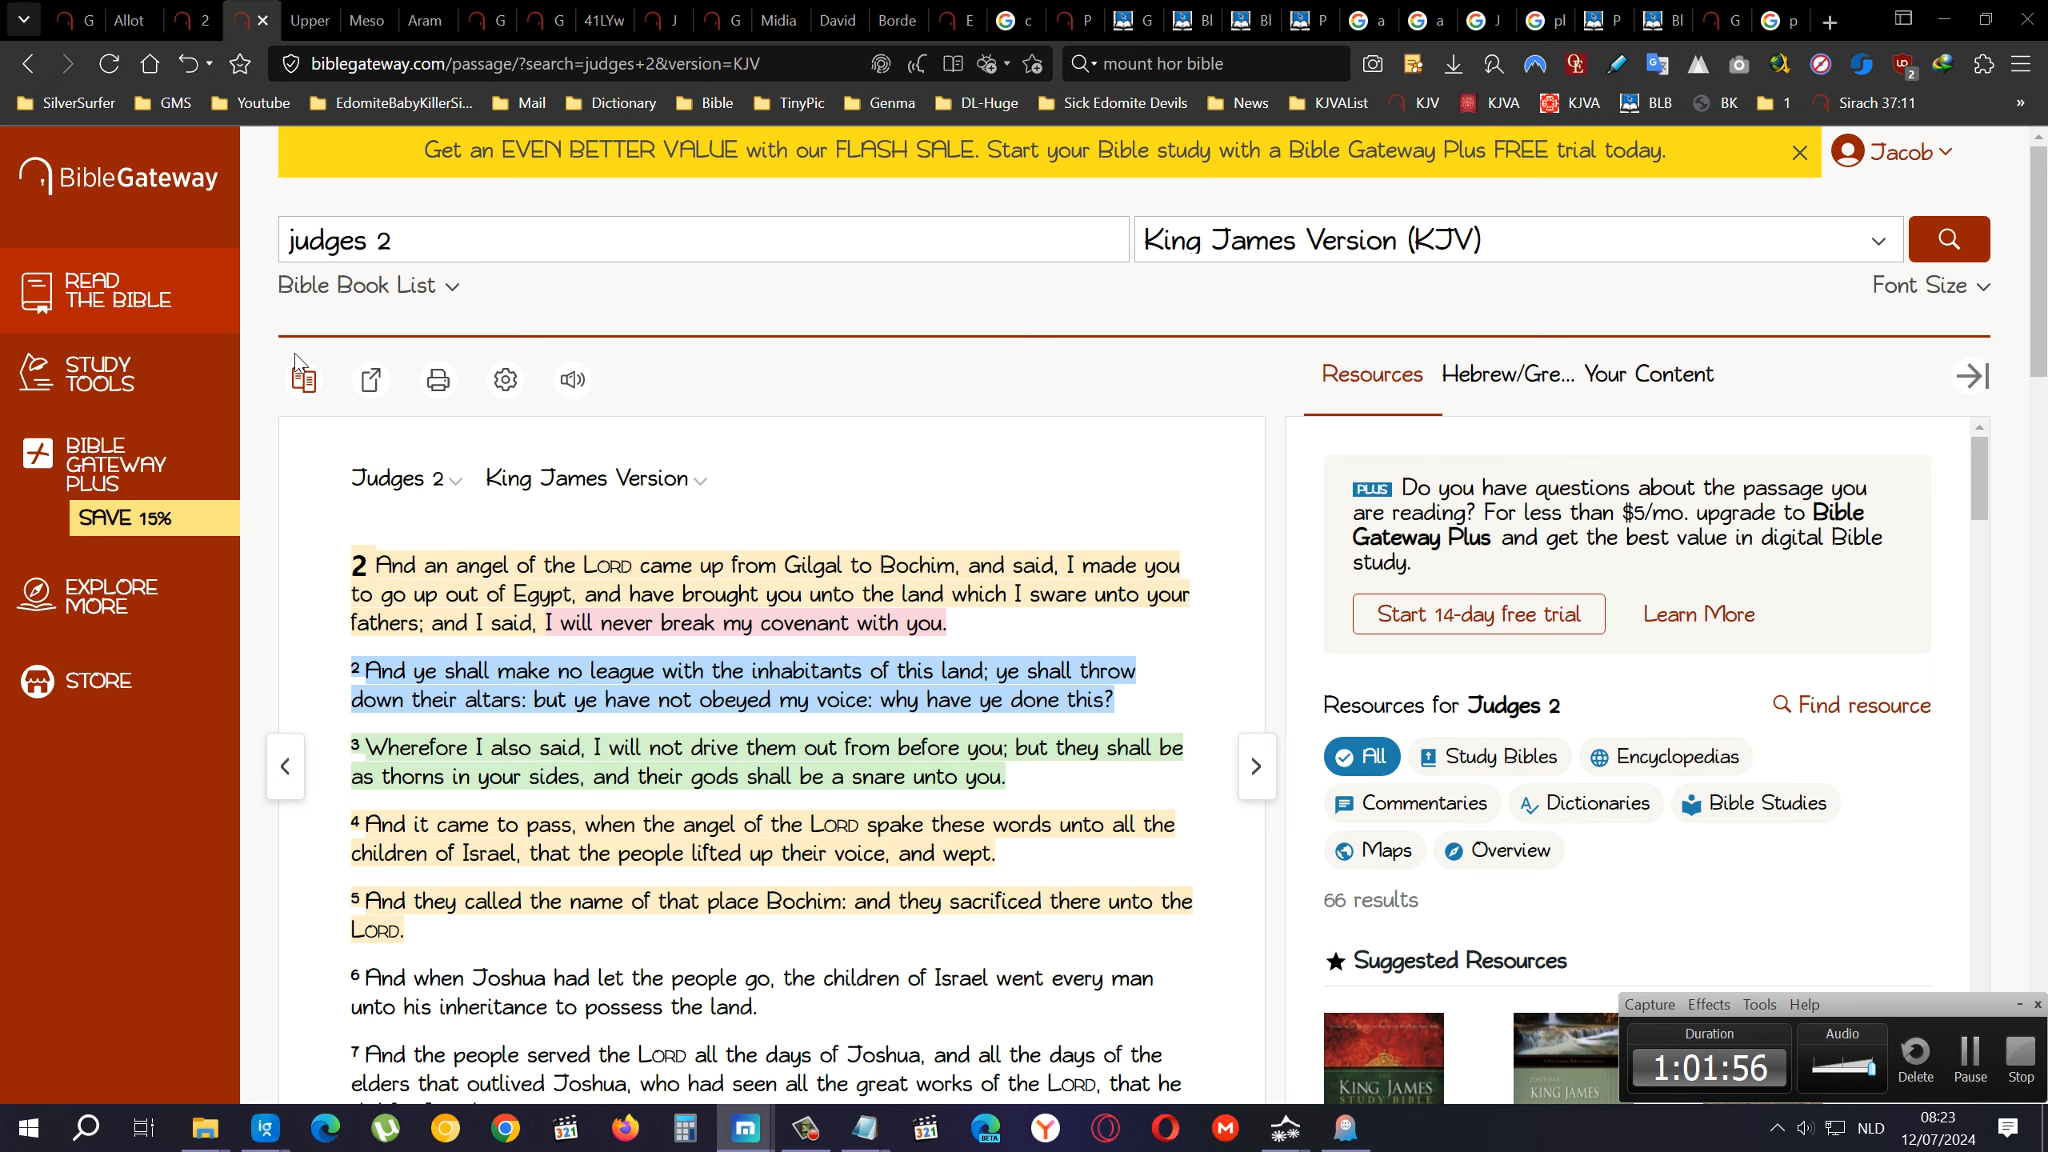 G
Allot
2
Upper
Meso
Aram
G
G
41LYw
J
G
Midia
David
Borde
E
c
P
G
Bl
Bl
P
a
a
J
pl
P
Bl
G
p
biblegateway.com/passage/?search=judges+2&version=KJV
mount hor bible
2
SilverSurfer
GMS
Youtube
EdomiteBabyKillerSi...
Mail
Dictionary
Bible
TinyPic
Genma
DL-Huge
Sick Edomite Devils
News
KJVAList
KJV
KJVA
KJVA
BLB
BK
1
Sirach 37:11
»
BibleGateway
Get an EVEN BETTER VALUE with our FLASH SALE. Start your Bible study with a Bible Gateway Plus FREE trial today.
Jacob
judges 2
King James Version (KJV)
Bible Book List
Font Size
READ
THE BIBLE
STUDY
TOOLS
BIBLE
GATEWAY
PLUS
SAVE 15%
EXPLORE
MORE
STORE
Resources
Hebrew/Gre...
Your Content
Judges 2
King James Version
2 And an angel of the LORD came up from Gilgal to Bochim, and said, I made you
to go up out of Egypt, and have brought you unto the land which I sware unto your
fathers; and I said, I will never break my covenant with you.
2 And ye shall make no league with the inhabitants of this land; ye shall throw
down their altars: but ye have not obeyed my voice: why have ye done this?
3 Wherefore I also said, I will not drive them out from before you; but they shall be
as thorns in your sides, and their gods shall be a snare unto you.
4 And it came to pass, when the angel of the LORD spake these words unto all the
children of Israel, that the people lifted up their voice, and wept.
5 And they called the name of that place Bochim: and they sacrificed there unto the
LORD.
6 And when Joshua had let the people go, the children of Israel went every man
unto his inheritance to possess the land.
7 And the people served the LORD all the days of Joshua, and all the days of the
elders that outlived Joshua, who had seen all the great works of the LORD, that he
PLUS Do you have questions about the passage you
are reading? For less than $5/mo. upgrade to Bible
Gateway Plus and get the best value in digital Bible
study.
Start 14-day free trial
Learn More
Resources for Judges 2
Find resource
All
Study Bibles
Encyclopedias
Commentaries
Dictionaries
Bible Studies
Maps
Overview
66 results
Suggested Resources
KING JAMES
STUDY BIBLE
KING JAMES
Capture Effects Tools Help
Duration
Audio
1:01:56
Delete
Pause
Stop
NLD
08:23
12/07/2024